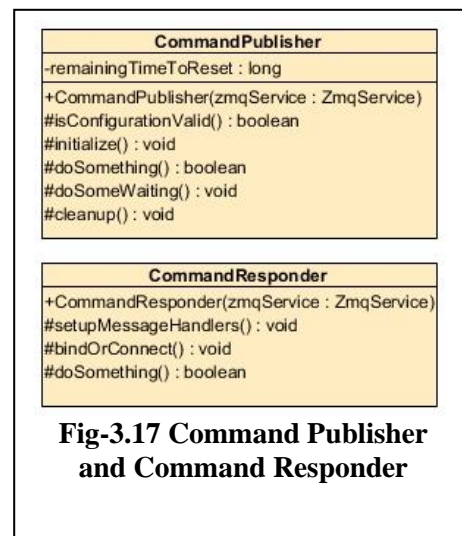 CommandPublisher
-remainingTimeToReset : long
+CommandPublisher(zmqService : ZmqService)
#isConfigurationValid() : boolean
#initialize() : void
#doSomething() : boolean
#doSomeWaiting() : void
#cleanup() : void
CommandResponder
+CommandResponder(zmqService : ZmqService)
#setupMessageHandlers() : void
#bindOrConnect() : void
#doSomething() : boolean
Fig-3.17 Command Publisher
and Command Responder